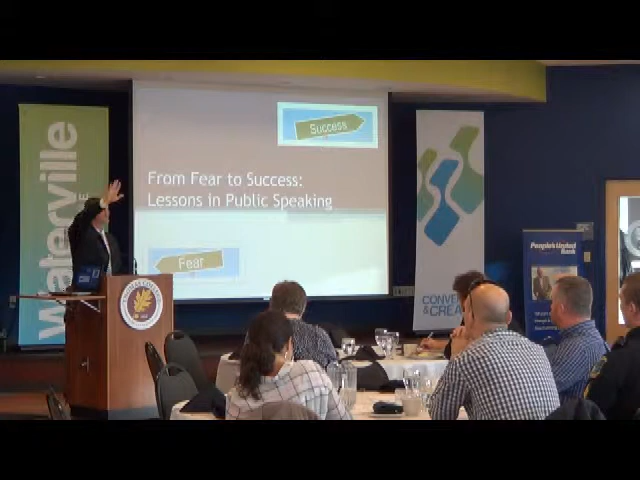 Success
From Fear to Success:
Lessons in Public Speaking
Fear
Waterville
CONVE
& CREA
People's United
Bank